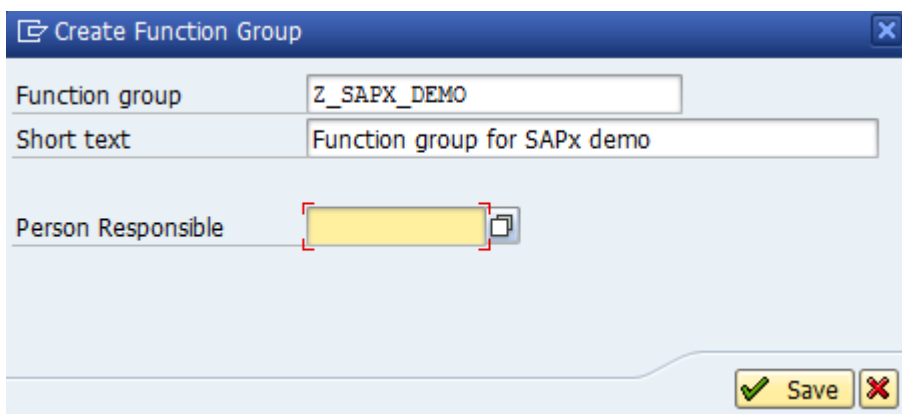 Create Function Group
Function group Z_SAPX_DEMO
Short text Function group for SAPx demo
Person Responsible
Save